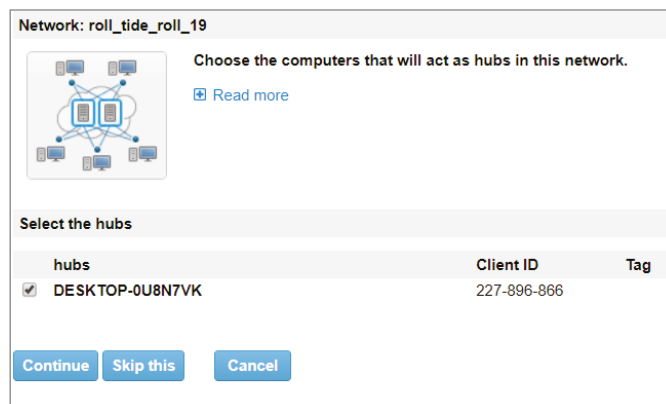 Network: roll_tide_roll_19
Choose the computers that will act as hubs in this network.
Read more
Select the hubs
hubs Client ID Tag
DESKTOP-0U8N7VK 227-896-866
Continue Skip this Cancel